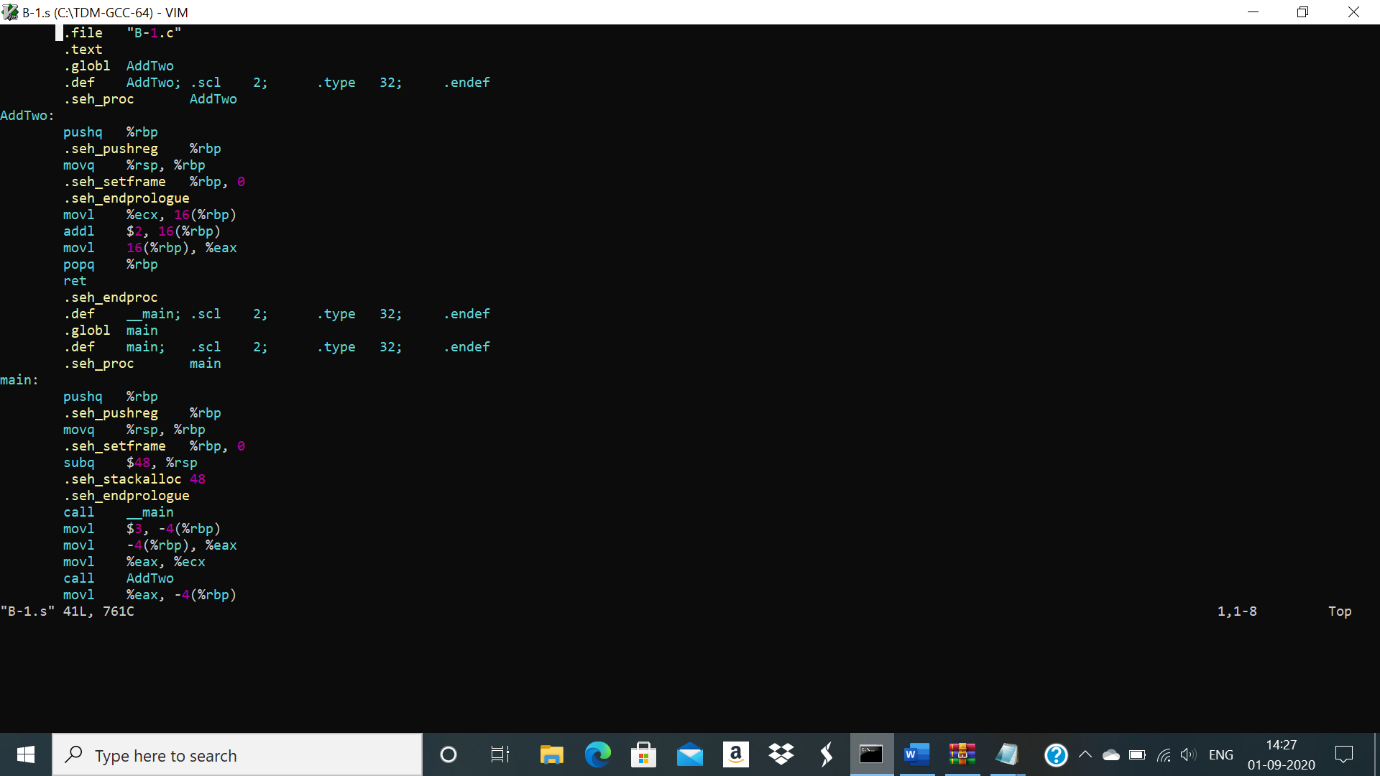 B-1.s (C:\TDM-GCC-64) - VIM
.file "B-1.c"
.text
.globl AddTwo
.def AddTwo; .scl 2; .type 32; .endef
.seh_proc AddTwo
AddTwo:
pushq %rbp
.seh_pushreg %rbp
movq %rsp, %rbp
.seh_setframe %rbp, 0
.seh_endprologue
movl %ecx, 16(%rbp)
addl $2, 16(%rbp)
movl 16(%rbp), %eax
popq %rbp
ret
.seh_endproc
.def __main; .scl 2; .type 32; .endef
.globl main
.def main; .scl 2; .type 32; .endef
.seh_proc main
main:
pushq %rbp
.seh_pushreg %rbp
movq %rsp, %rbp
.seh_setframe %rbp, 0
subq $48, %rsp
.seh_stackalloc 48
.seh_endprologue
call __main
movl $3, -4(%rbp)
movl -4(%rbp), %eax
movl %eax, %ecx
call AddTwo
movl %eax, -4(%rbp)
"B-1.s" 41L, 761C 1,1-8 Top
Type here to search
ENG
14:27
01-09-2020